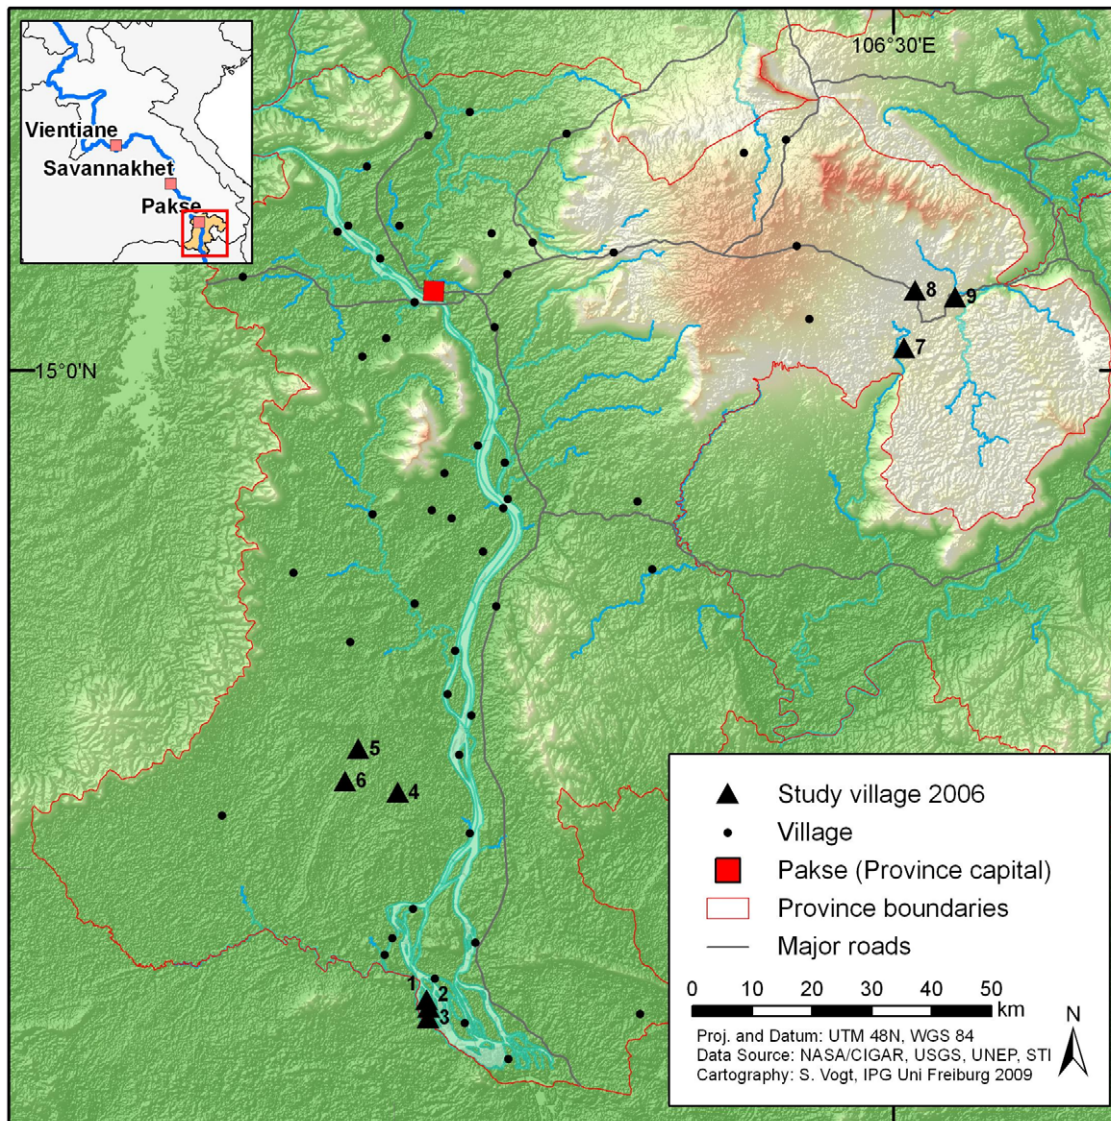 106°30'E
Vientiane
Savannakhet
Pakse
8
9
7
15°0'N
5
6
4
1
2
3
Study village 2006
Village
Pakse (Province capital)
Province boundaries
Major roads
0 10 20 30 40 50
km
N
Proj. and Datum: UTM 48N, WGS 84
Data Source: NASA/CIGAR, USGS, UNEP, STI
Cartography: S. Vogt, IPG Uni Freiburg 2009